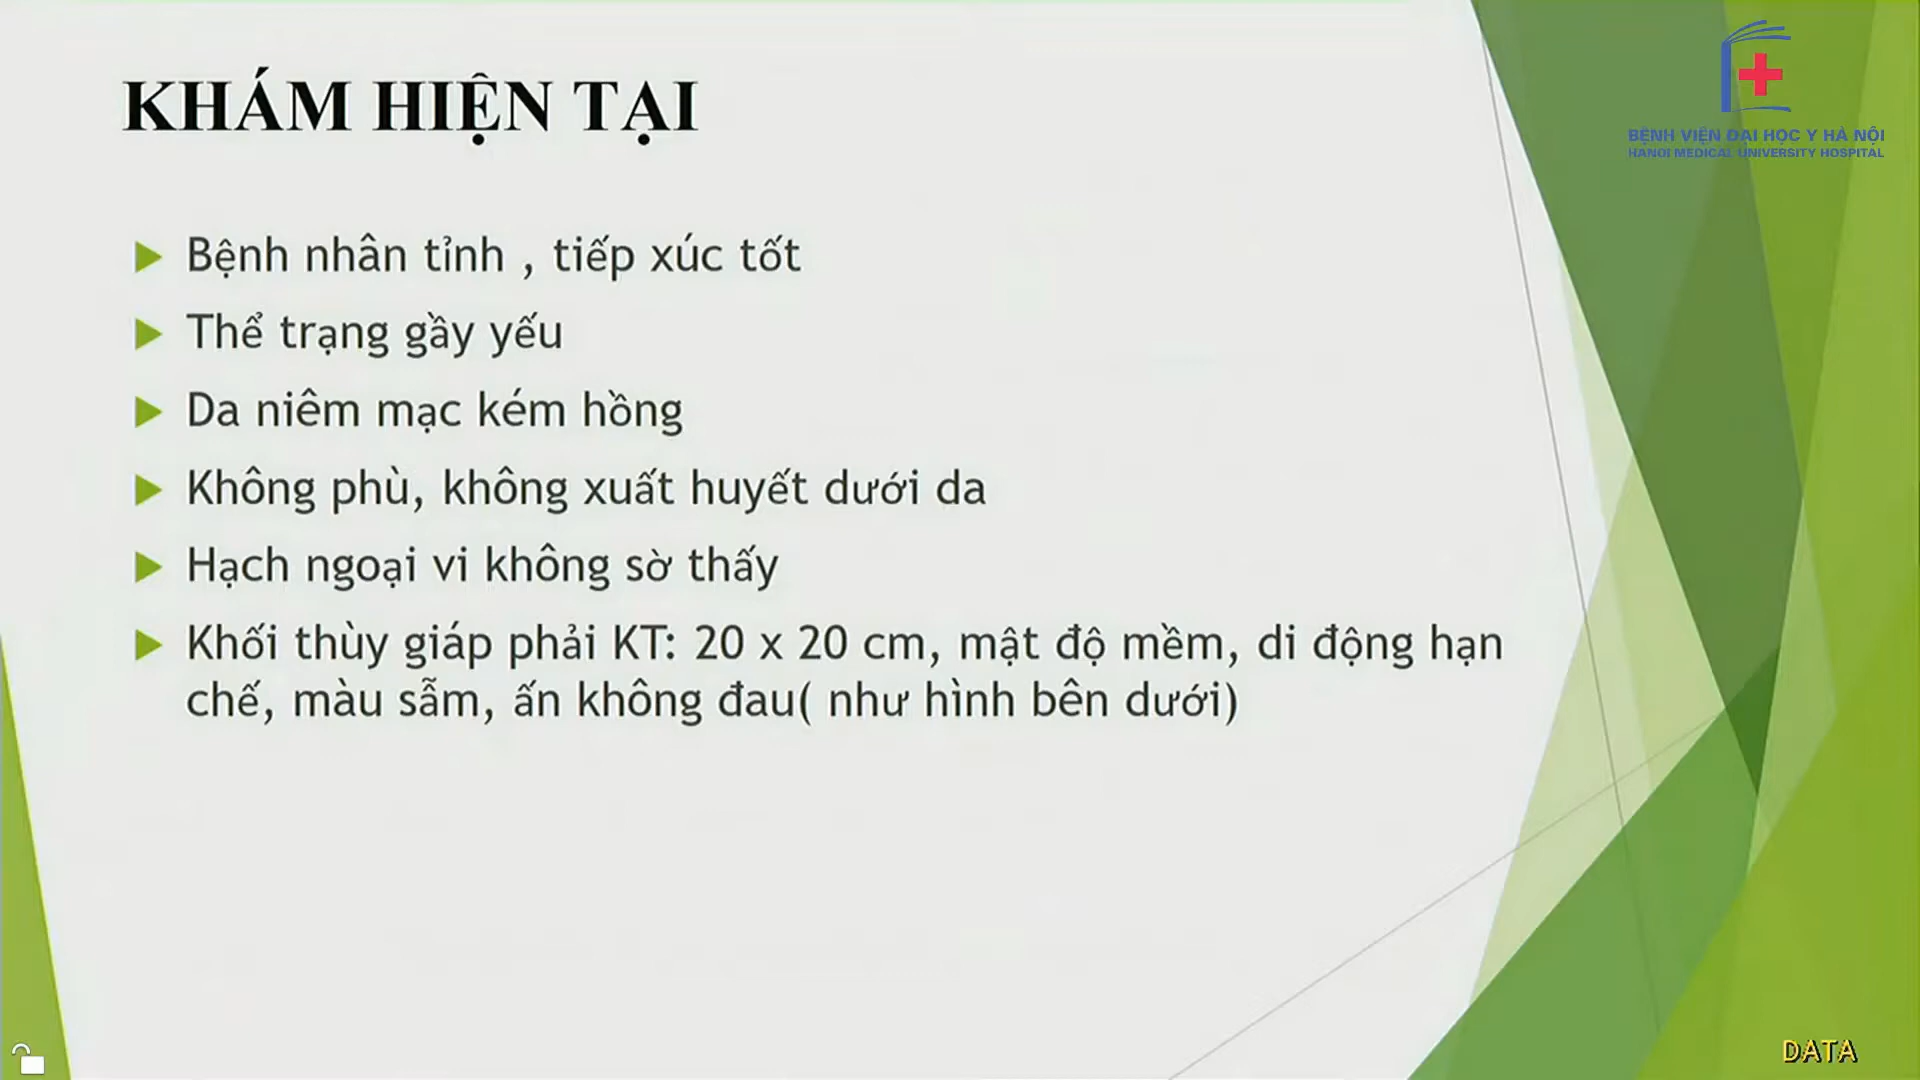 KHÁM HIỆN TẠI
BỆNH VIỆN ĐẠI HỌC Y HÀ NỘI
HANOI MEDICAL UNIVERSITY HOSPITAL
Bệnh nhân tỉnh , tiếp xúc tốt
Thể trạng gầy yếu
Da niêm mạc kém hồng
Không phù, không xuất huyết dưới da
Hạch ngoại vi không sờ thấy
Khối thùy giáp phải KT: 20 x 20 cm, mật độ mềm, di động hạn
chế, màu sẫm, ấn không đau( như hình bên dưới)
DATA